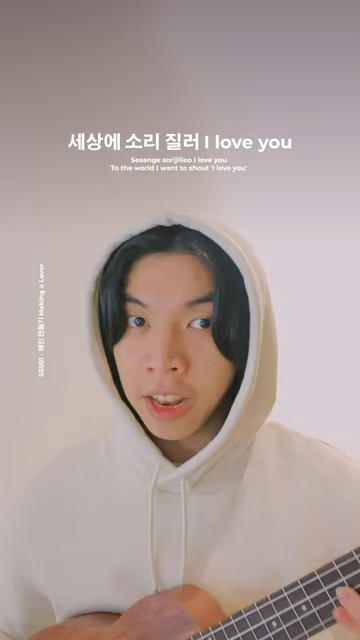 세상에 소리 질러 I love you
Sesange sorijilleo I love you
To the world I want to shout 'I love you'
SS501 - 애인 만들기 Making a Lover